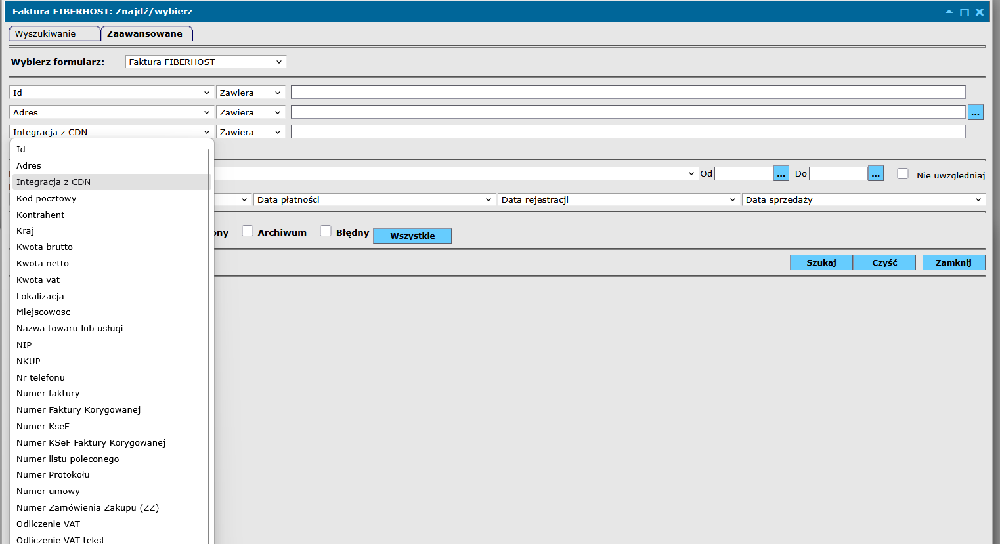 Faktura FIBERHOST: Znajdź/wybierz
Wyszukiwanie Zaawansowane
Wybierz formularz: Faktura FIBERHOST
Id Zawiera
Adres Zawiera ...
Integracja z CDN Zawiera
Id
Adres
Integracja z CDN
Kod pocztowy
Kontrahent
Kraj
Kwota brutto
Kwota netto
Kwota vat
Lokalizacja
Miejscowosc
Nazwa towaru lub usługi
NIP
NKUP
Nr telefonu
Numer faktury
Numer Faktury Korygowanej
Numer KseF
Numer KSeF Faktury Korygowanej
Numer listu poleconego
Numer Protokołu
Numer umowy
Numer Zamówienia Zakupu (ZZ)
Odliczenie VAT
Odliczenie VAT tekst
Od ... Do ... Nie uwzgledniaj
Data płatności Data rejestracji Data sprzedaży
Archiwum Błędny Wszystkie
Szukaj Czyść Zamknij